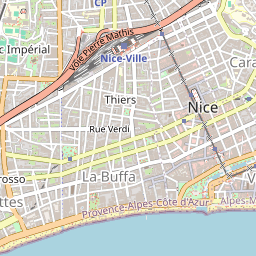 CP
Voie Pierre Mathis
c Impérial
Nice-Ville
Cara
Thiers
Nice
Rue Verdi
La Buffa
rosso
V
ttes
Provence-Alpes-Côte d'Azur
Alpes-M